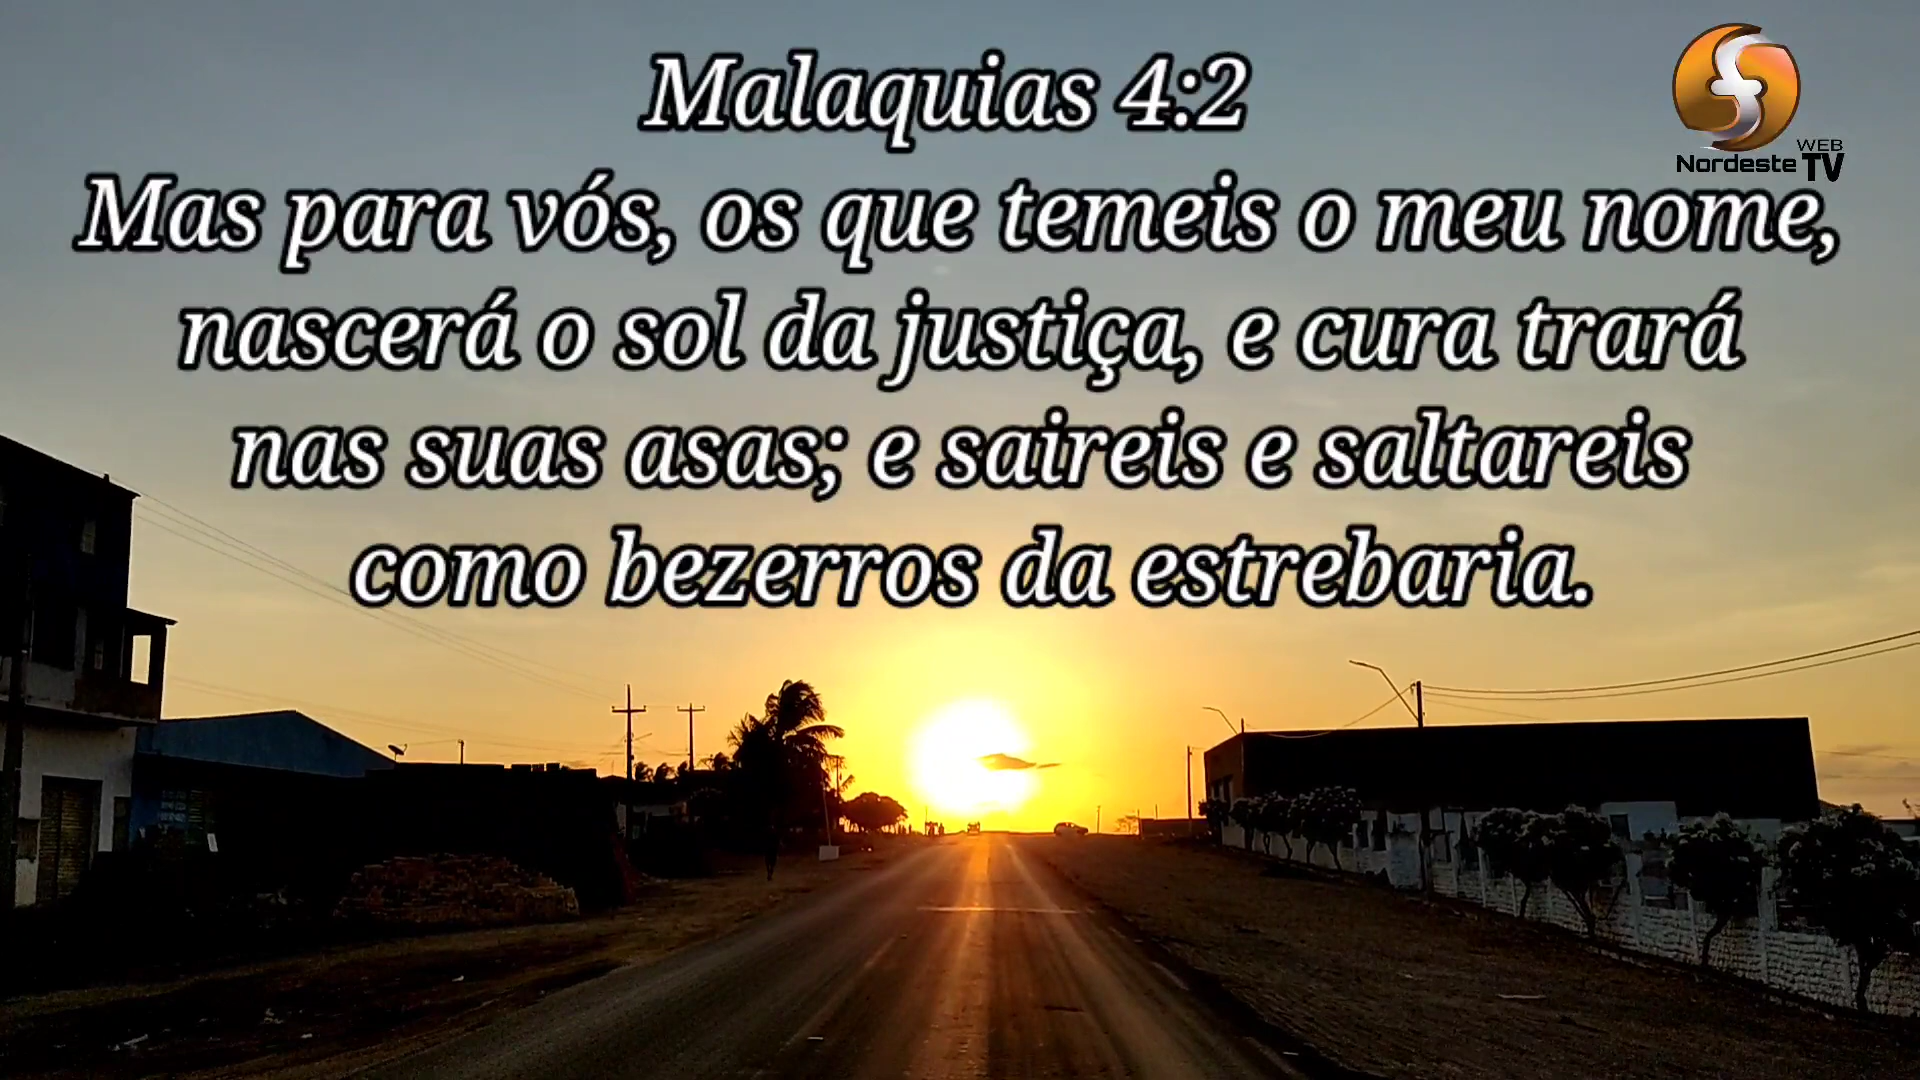 Malaquias 4:2
Mas para vós, os que temeis o meu nome,
nascerá o sol da justiça, e cura trará
nas suas asas; e saireis e saltareis
como bezerros da estrebaria.
WEB
Nordeste TV